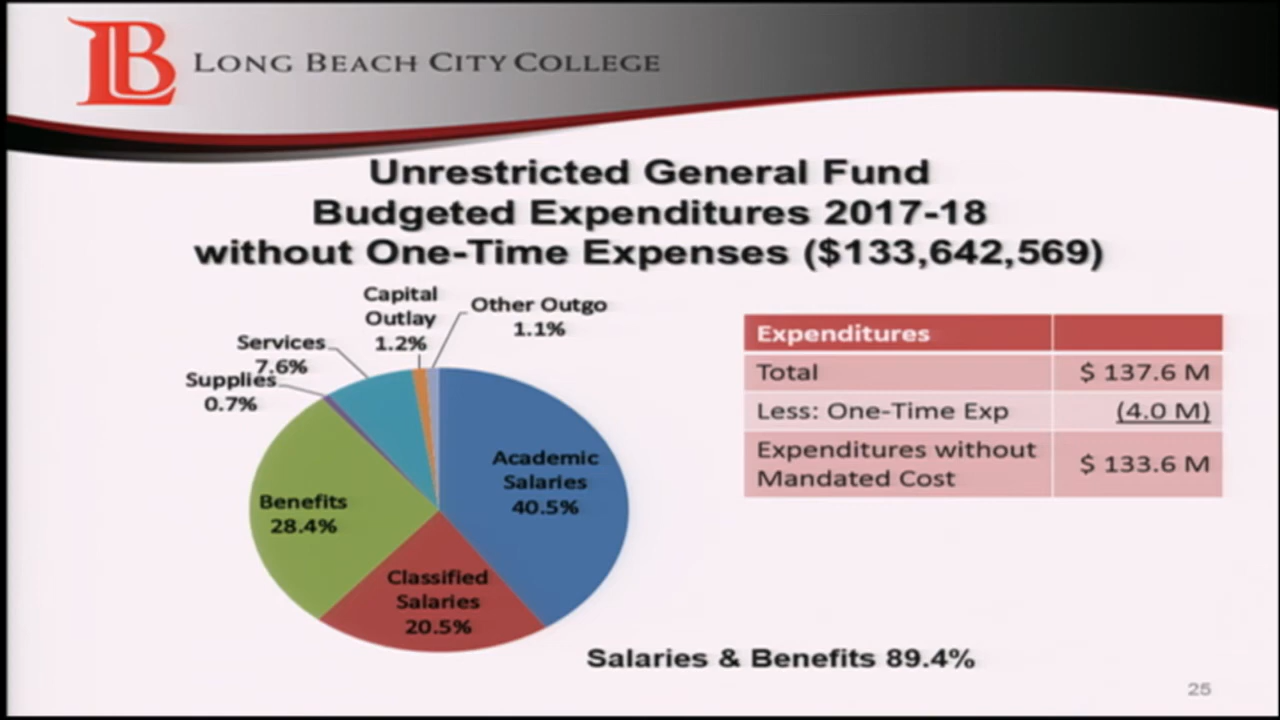 LB LONG BEACH CITY COLLEGE
Unrestricted General Fund
Budgeted Expenditures 2017-18
without One-Time Expenses ($133,642,569)
Capital
Outlay
1.2%
Other Outgo
1.1%
Services
7.6%
Supplies
0.7%
Academic
Salaries
40.5%
Benefits
28.4%
Classified
Salaries
20.5%
Expenditures
Total $ 137.6 M
Less: One-Time Exp (4.0 M)
Expenditures without
Mandated Cost $ 133.6 M
Salaries & Benefits 89.4%
25